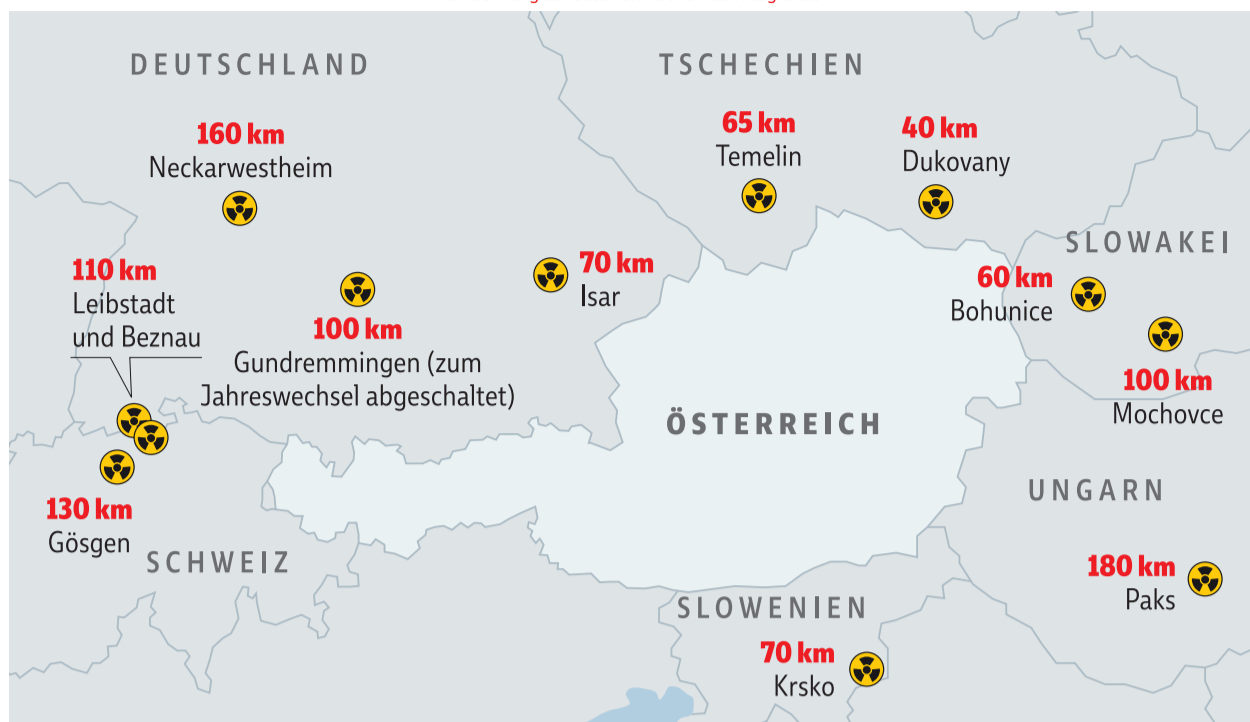 DEUTSCHLAND
TSCHECHIEN
160 km
Neckarwestheim
65 km
Temelin
40 km
Dukovany
SLOWAKEI
110 km
Leibstadt
und Beznau
70 km
Isar
60 km
Bohunice
100 km
Gundremmingen (zum
Jahreswechsel abgeschaltet)
100 km
Mochovce
ÖSTERREICH
UNGARN
130 km
Gösgen
SCHWEIZ
180 km
Paks
SLOWENIEN
70 km
Krsko